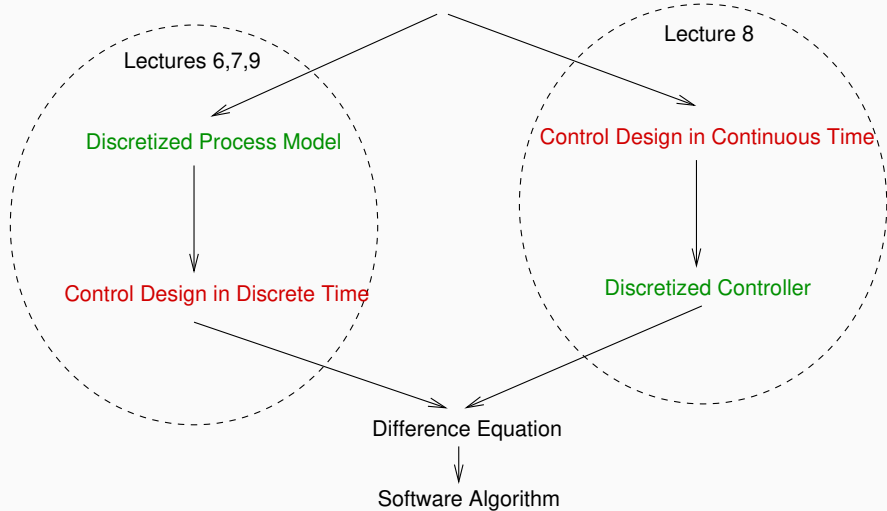 Lecture 8
Lectures 6,7,9
Discretized Process Model
Control Design in Continuous Time
Control Design in Discrete Time
Discretized Controller
Difference Equation
Software Algorithm